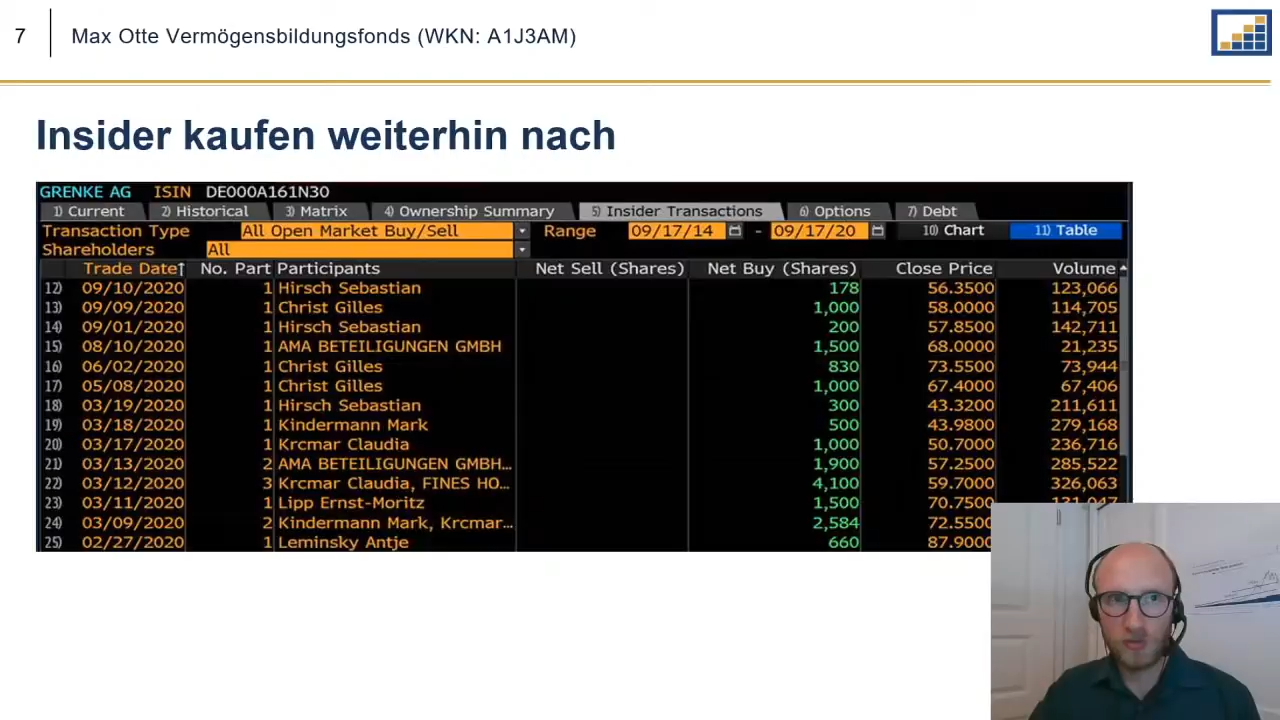 7 Max Otte Vermögensbildungsfonds (WKN: A1J3AM)
Insider kaufen weiterhin nach
GRENKE AG ISIN DE000A161N30
1) Current 2) Historical 3) Matrix 4) Ownership Summary 5) Insider Transactions 6) Options 7) Debt
Transaction Type All Open Market Buy/Sell Range 09/17/14 - 09/17/20 10) Chart 11) Table
Shareholders All
Trade Date↑ No. Part Participants Net Sell (Shares) Net Buy (Shares) Close Price Volume
12) 09/10/2020 1 Hirsch Sebastian 178 56.3500 123,066
13) 09/09/2020 1 Christ Gilles 1,000 58.0000 114,705
14) 09/01/2020 1 Hirsch Sebastian 200 57.8500 142,711
15) 08/10/2020 1 AMA BETEILIGUNGEN GMBH 1,500 68.0000 21,235
16) 06/02/2020 1 Christ Gilles 830 73.5500 73,944
17) 05/08/2020 1 Christ Gilles 1,000 67.4000 67,406
18) 03/19/2020 1 Hirsch Sebastian 300 43.3200 211,611
19) 03/18/2020 1 Kindermann Mark 500 43.9800 279,168
20) 03/17/2020 1 Krcmar Claudia 1,000 50.7000 236,716
21) 03/13/2020 2 AMA BETEILIGUNGEN GMBH... 1,900 57.2500 285,522
22) 03/12/2020 3 Krcmar Claudia, FINES HO... 4,100 59.7000 326,063
23) 03/11/2020 1 Lipp Ernst-Moritz 1,500 70.7500
24) 03/09/2020 2 Kindermann Mark, Krcmar... 2,584 72.5500
25) 02/27/2020 1 Leminsky Antje 660 87.9000